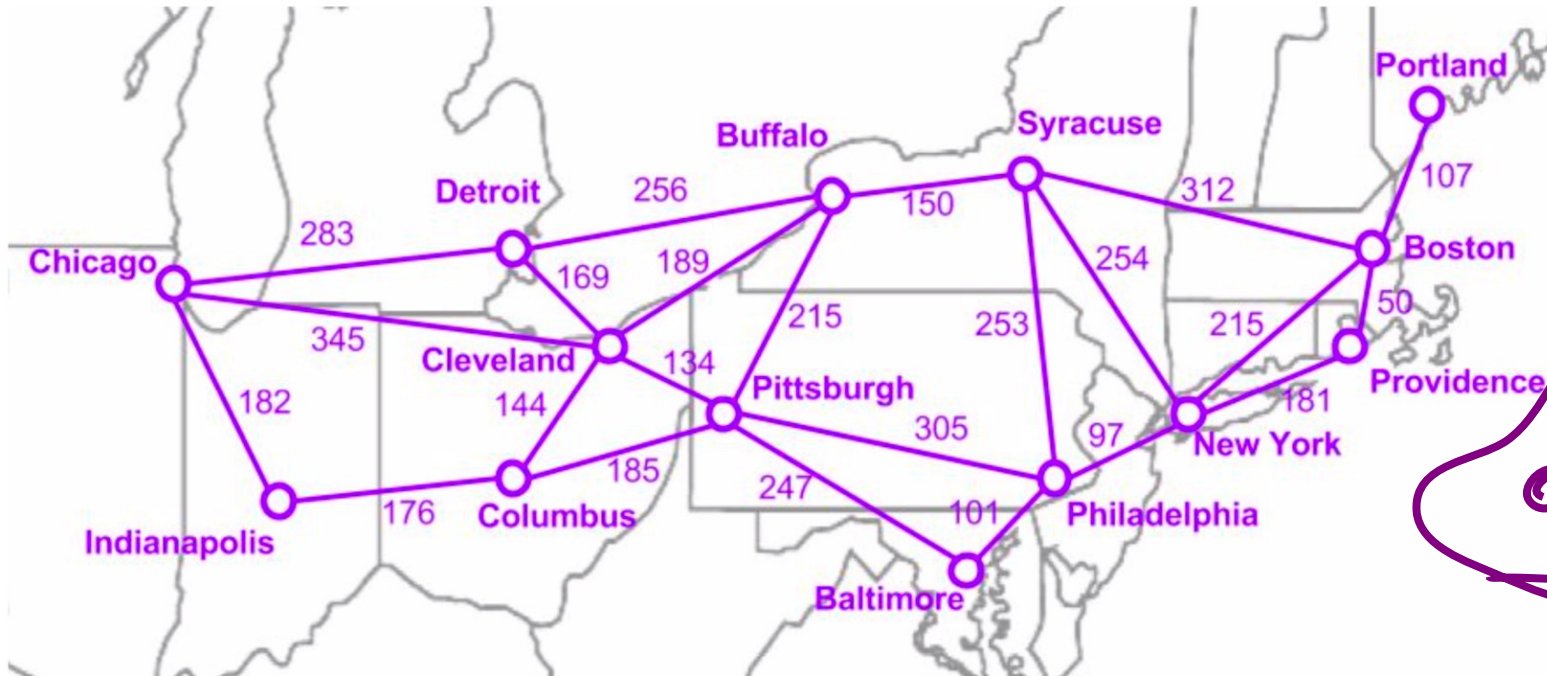 Portland
Syracuse
Buffalo
107
Detroit
256
312
150
283
Boston
Chicago
189
254
169
50
215
253
215
345
Cleveland
134
Pittsburgh
Providence
182
144
181
305
97
New York
185
247
176
Columbus
101
Philadelphia
Indianapolis
Baltimore